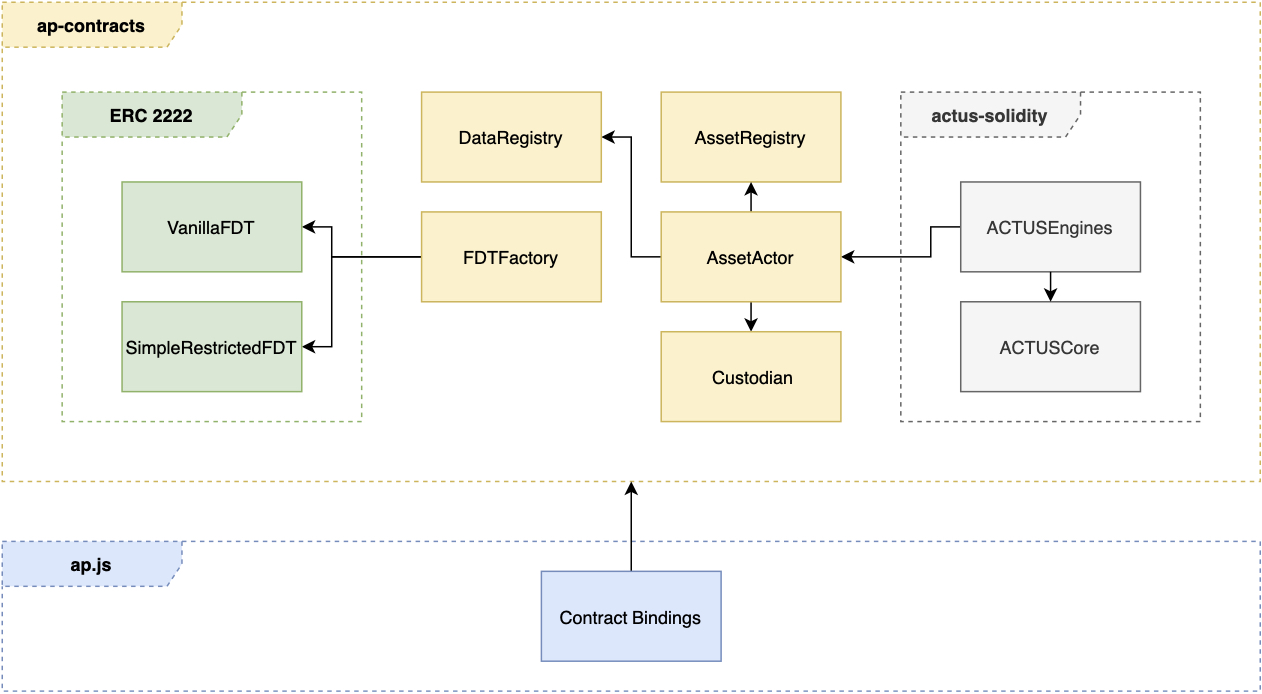 ap-contracts
ERC 2222
VanillaFDT
SimpleRestrictedFDT
DataRegistry
FDTFactory
AssetRegistry
AssetActor
Custodian
actus-solidity
ACTUSEngines
ACTUSCore
ap.js
Contract Bindings